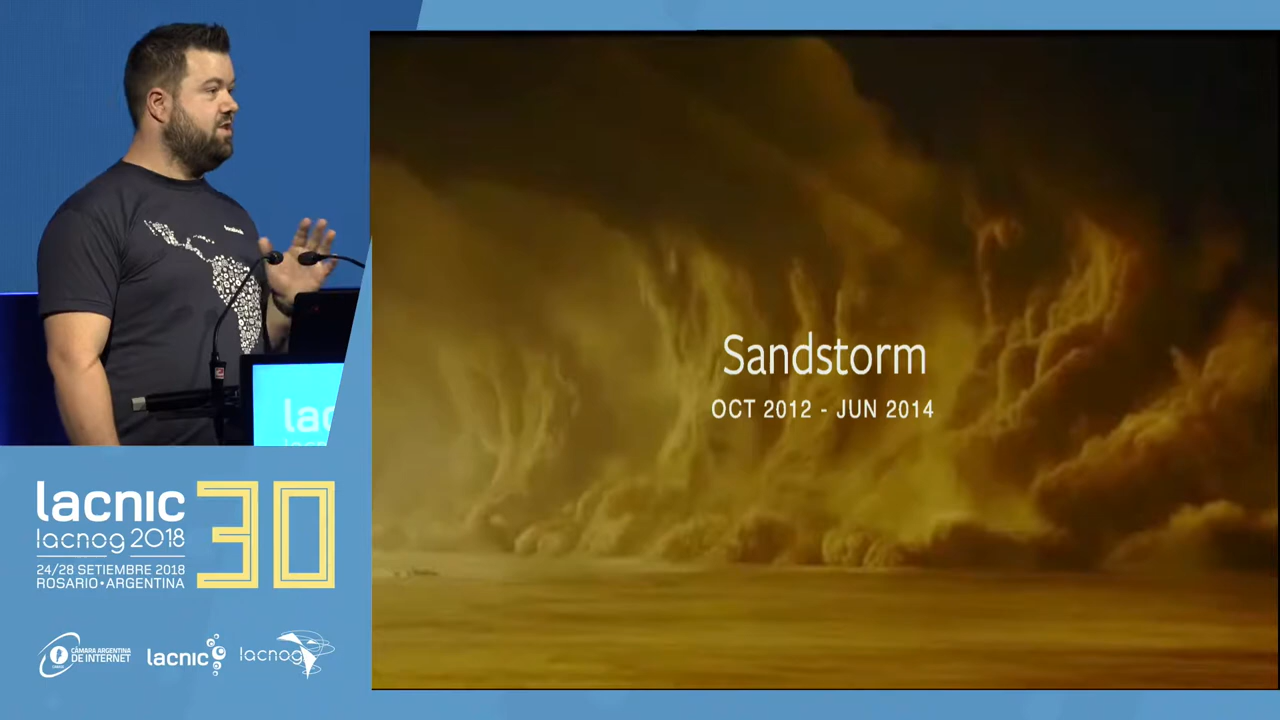 Sandstorm
OCT 2012 - JUN 2014
lac
lacnic 30
lacnog 2018
24/28 SETIEMBRE 2018
ROSARIO • ARGENTINA
CÁMARA ARGENTINA
DE INTERNET
lacnic
lacnog